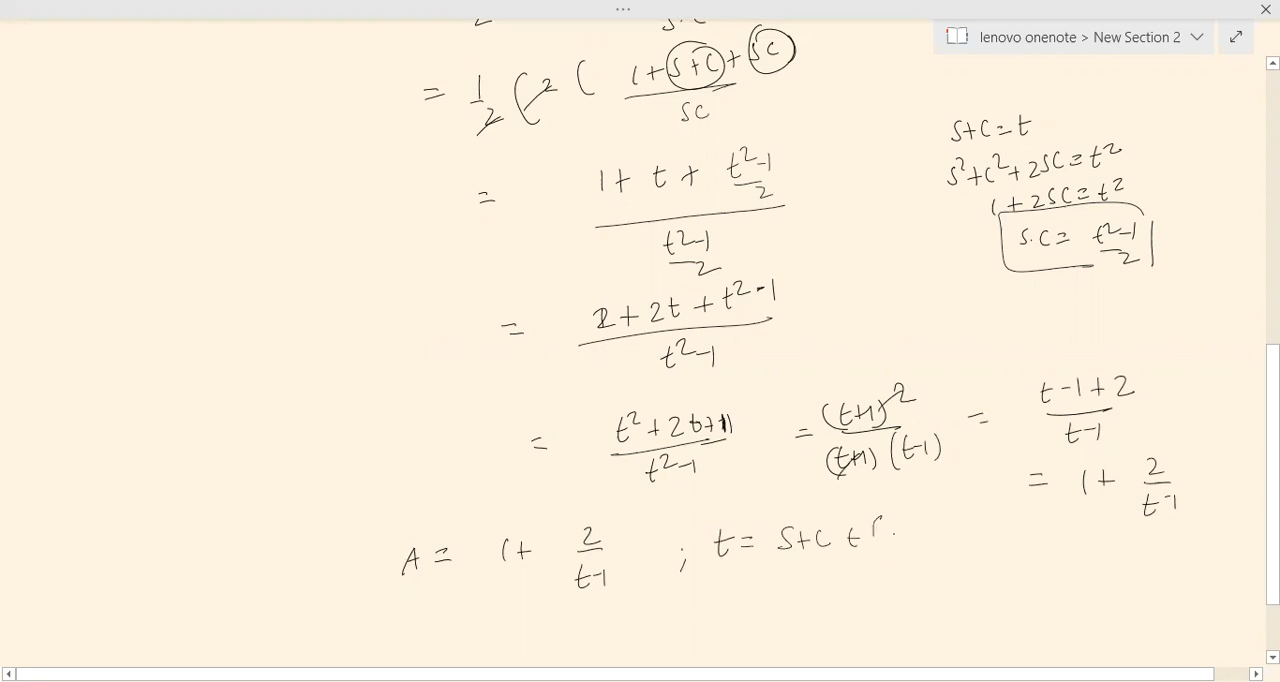 lenovo onenote > New Section 2
= 1/2 ( 2 ( (1+S+C+SC)/SC
S+C=t
S²+C²+2SC=t²
1+2SC=t²
S.C= (t²-1)/2
= (1+t+(t²-1)/2)/((t²-1)/2)
= (2+2t+t²-1)/(t²-1)
= (t²+2t+1)/(t²-1) = (t+1)²/((t+1)(t-1)) = (t-1+2)/(t-1)
= 1+ 2/(t-1)
A= 1+ 2/(t-1) ; t= S+C ∈ [